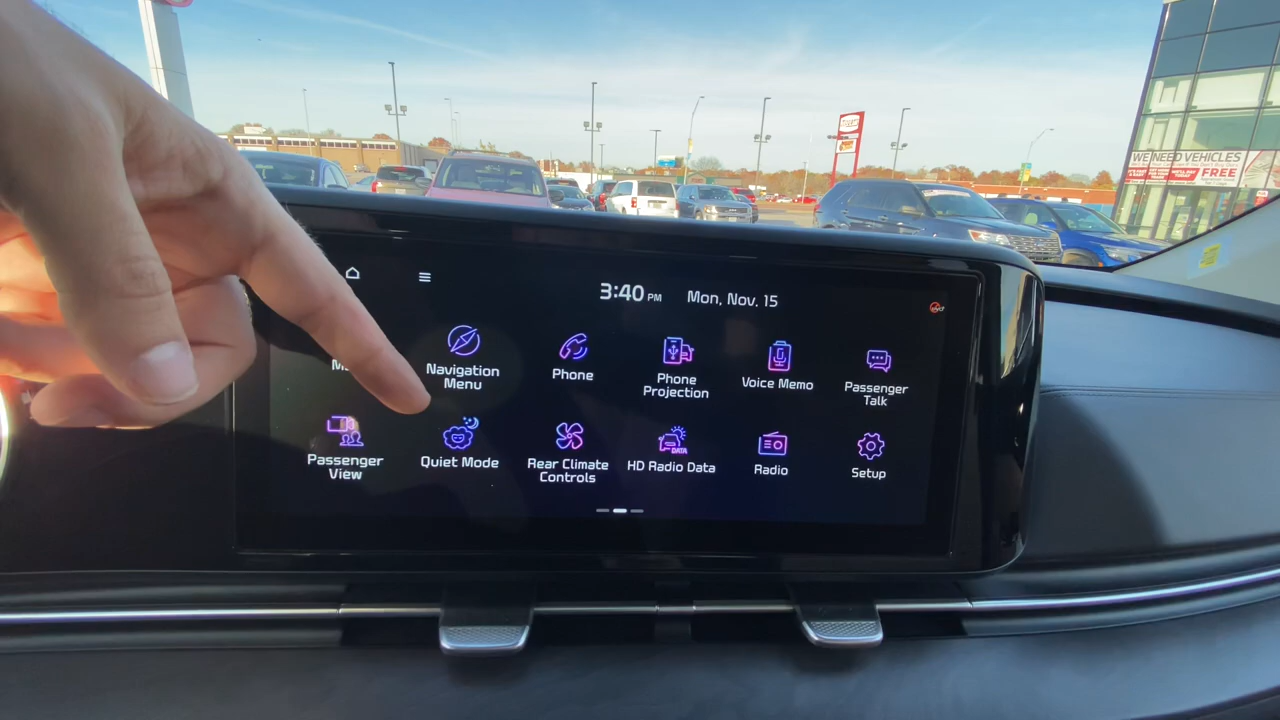 WE NEED VEHICLES
FREE
3:40 PM
Mon, Nov. 15
Navigation
Menu
Phone
Phone
Projection
Voice Memo
Passenger
Talk
Passenger
View
Quiet Mode
Rear Climate
Controls
DATA
HD Radio Data
Radio
Setup